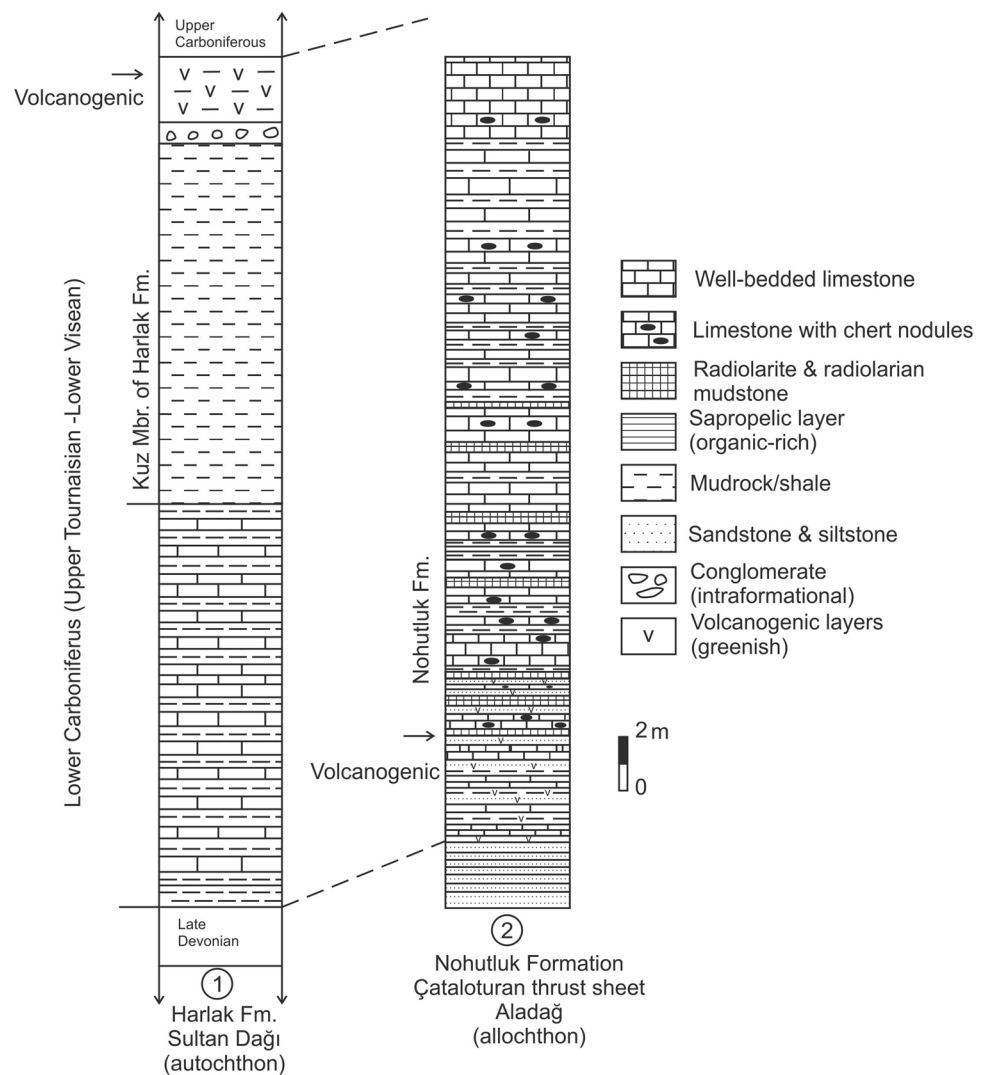 Upper
Carboniferous
Volcanogenic
Lower Carboniferus (Upper Tournaisian -Lower Visean)
Kuz Mbr. of Harlak Fm.
Late
Devonian
1
Harlak Fm.
Sultan Dağı
(autochthon)
Nohutluk Fm.
Volcanogenic
2
Nohutluk Formation
Çataloturan thrust sheet
Aladağ
(allochthon)
Well-bedded limestone
Limestone with chert nodules
Radiolarite & radiolarian
mudstone
Sapropelic layer
(organic-rich)
Mudrock/shale
Sandstone & siltstone
Conglomerate
(intraformational)
v
Volcanogenic layers
(greenish)
2 m
0